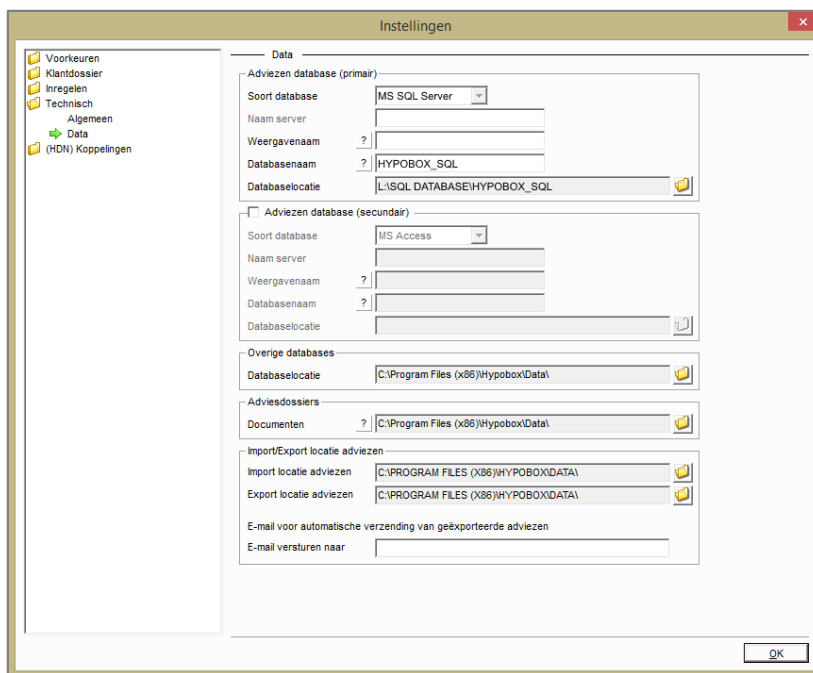 Instellingen
Voorkeuren
Klantdossier
Inregelen
Technisch
Algemeen
Data
(HDN) Koppelingen
Data
Adviezen database (primair)
Soort database MS SQL Server
Naam server
Weergavenaam ?
Databasenaam ? HYPOBOX_SQL
Databaselocatie L:\SQL DATABASE\HYPOBOX_SQL
Adviezen database (secundair)
Soort database MS Access
Naam server
Weergavenaam ?
Databasenaam ?
Databaselocatie
Overige databases
Databaselocatie C:\Program Files (x86)\Hypobox\Data\
Adviesdossiers
Documenten ? C:\Program Files (x86)\Hypobox\Data\
Import/Export locatie adviezen
Import locatie adviezen C:\PROGRAM FILES (X86)\HYPOBOX\DATA\
Export locatie adviezen C:\PROGRAM FILES (X86)\HYPOBOX\DATA\
E-mail voor automatische verzending van geëxporteerde adviezen
E-mail versturen naar
OK